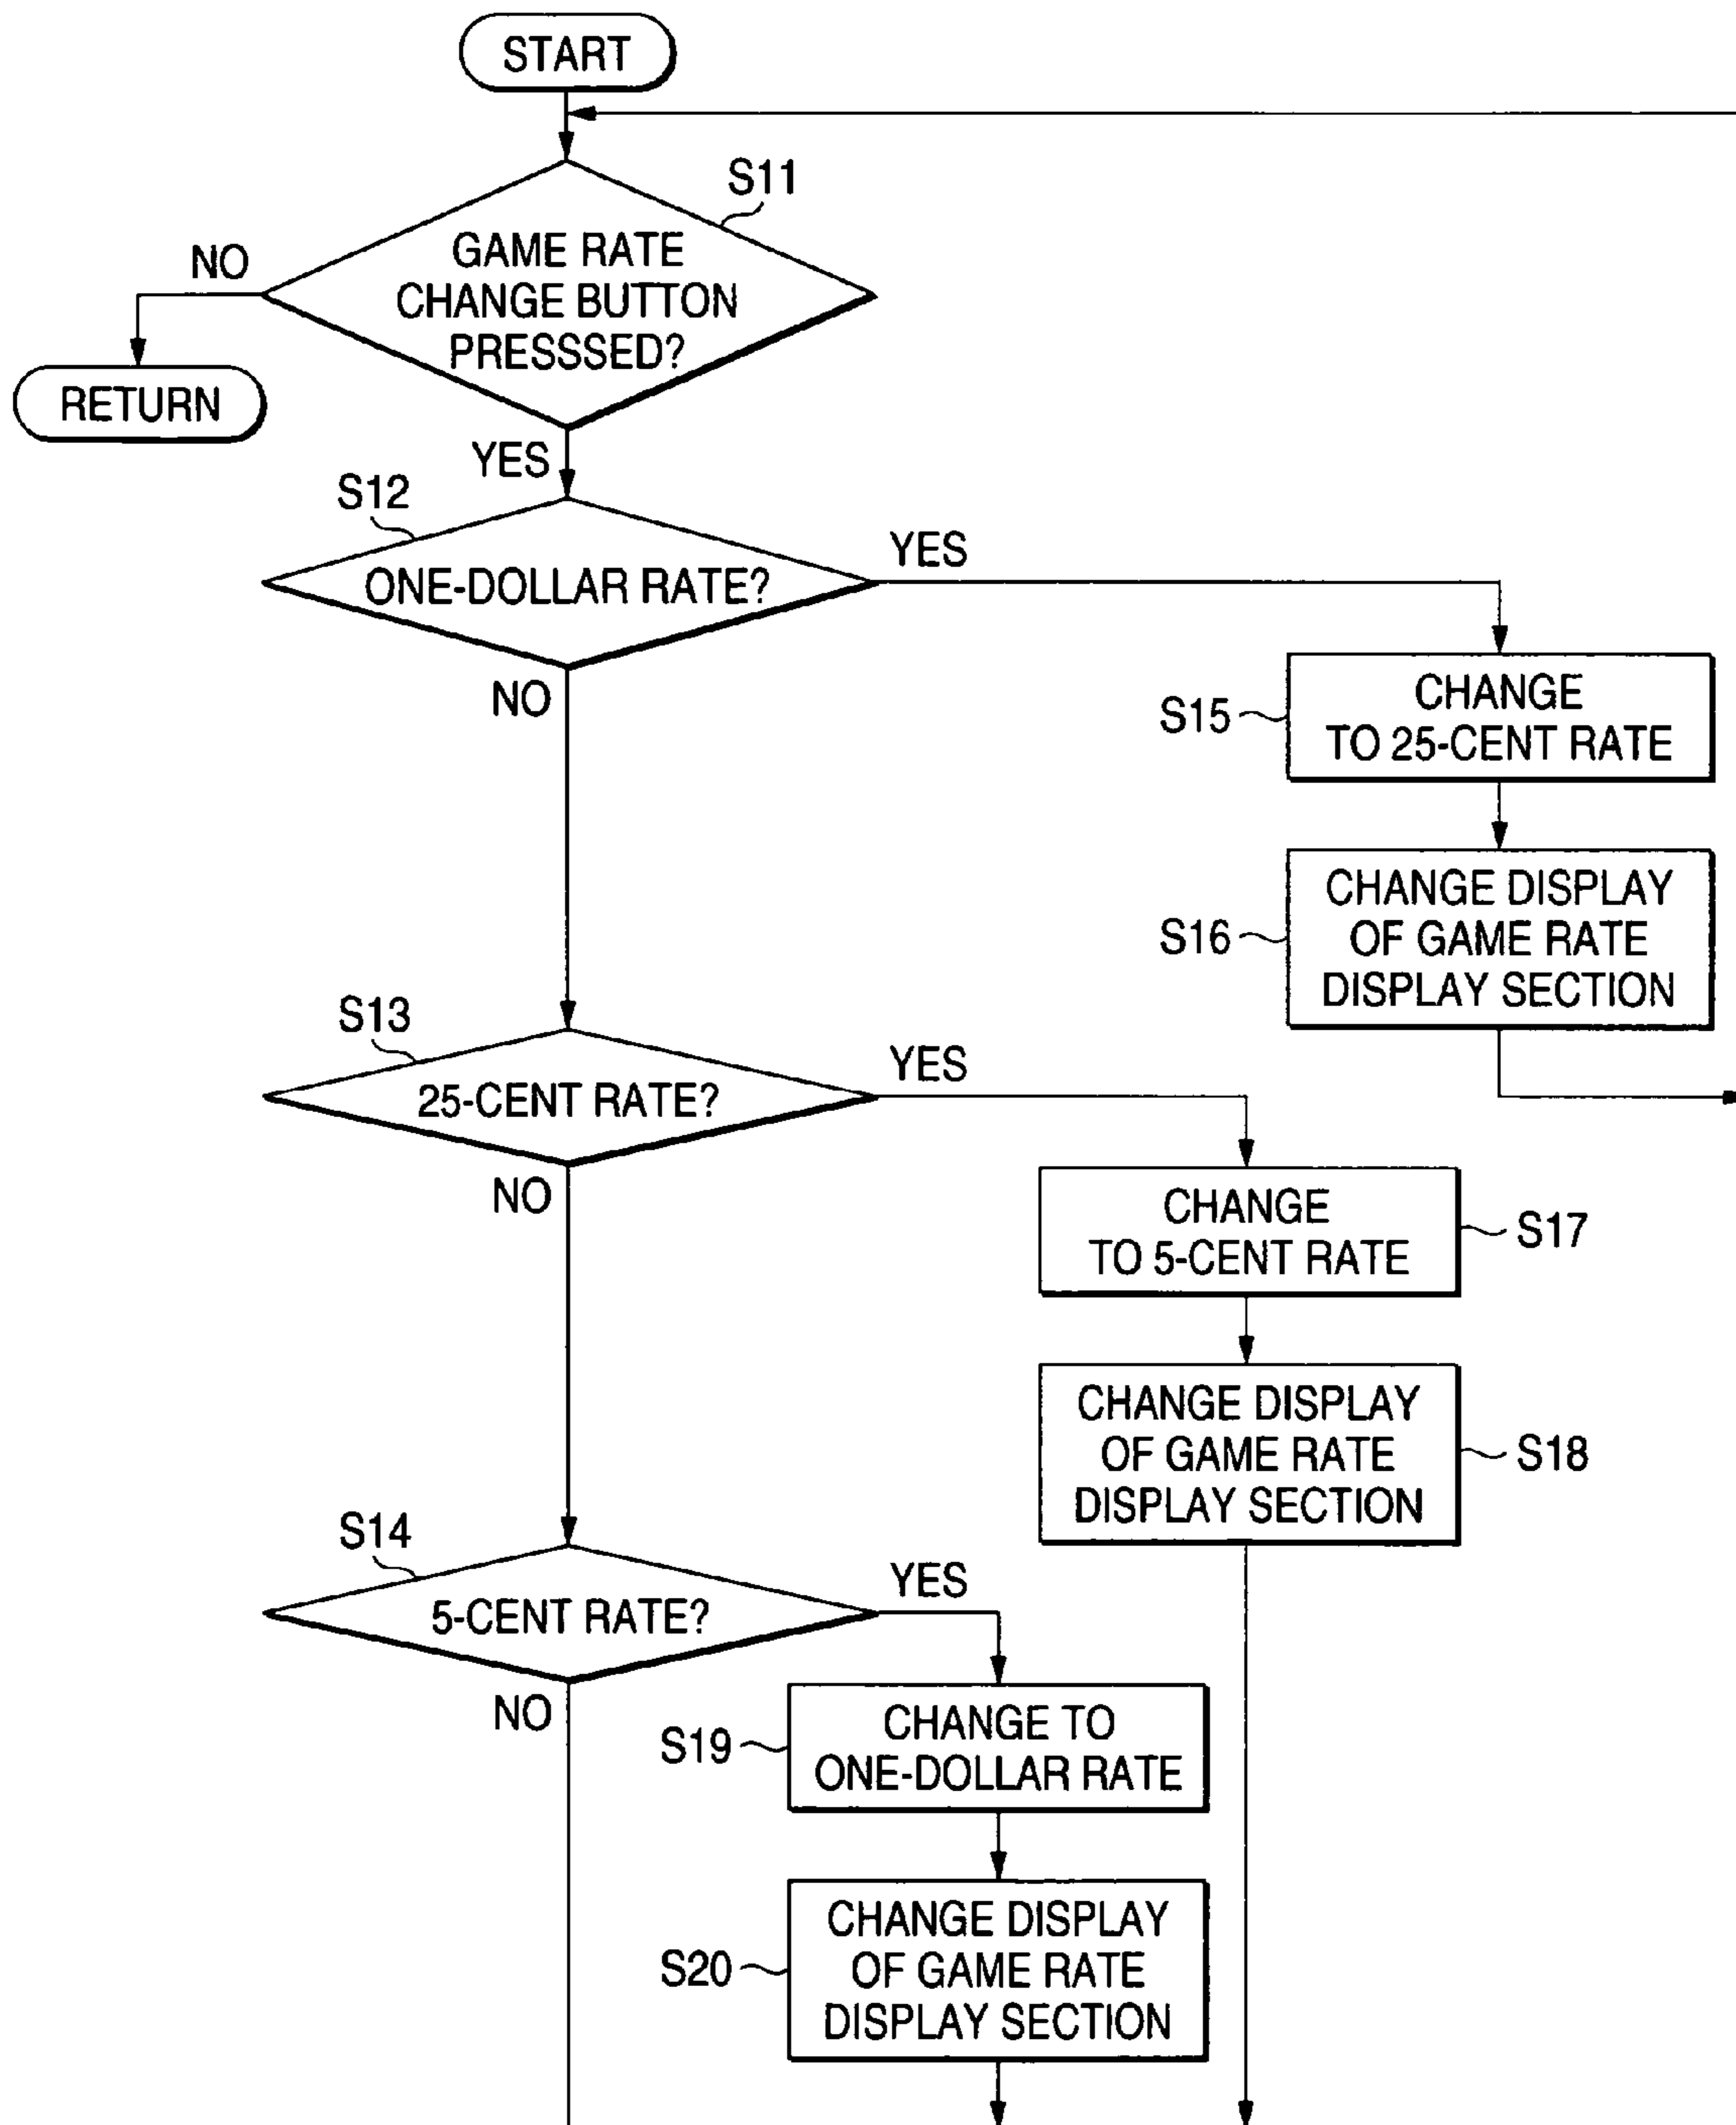 START
S11
GAME RATE
CHANGE BUTTON
PRESSSED?
NO
RETURN
YES
S12
ONE-DOLLAR RATE?
YES
NO
S15
CHANGE
TO 25-CENT RATE
S16
CHANGE DISPLAY
OF GAME RATE
DISPLAY SECTION
S13
25-CENT RATE?
YES
NO
CHANGE
TO 5-CENT RATE
S17
CHANGE DISPLAY
OF GAME RATE
DISPLAY SECTION
S18
S14
5-CENT RATE?
YES
NO
S19
CHANGE TO
ONE-DOLLAR RATE
S20
CHANGE DISPLAY
OF GAME RATE
DISPLAY SECTION